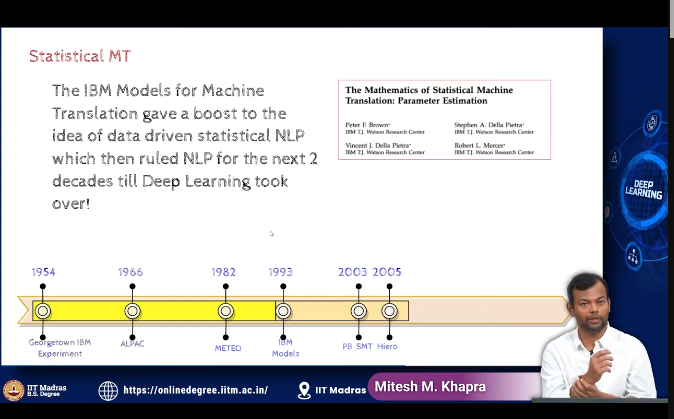 Statistical MT
The IBM Models for Machine
Translation gave a boost to the
idea of data driven statistical NLP
which then ruled NLP for the next 2
decades till Deep Learning took
over!
The Mathematics of Statistical Machine
Translation: Parameter Estimation
Peter F. Brown*
IBM T.J. Watson Research Center
Stephen A. Della Pietra*
IBM T.J. Watson Research Center
Vincent J. Della Pietra*
IBM T.J. Watson Research Center
Robert L. Mercer*
IBM T.J. Watson Research Center
DEEP
LEARNING
1954 1966 1982 1993 2003 2005
Georgetown IBM
Experiment
ALPAC
METEO
IBM
Models
PB SMT
Hiero
IIT Madras
B.S. Degree
https://onlinedegree.iitm.ac.in/
IIT Madras
Mitesh M. Khapra